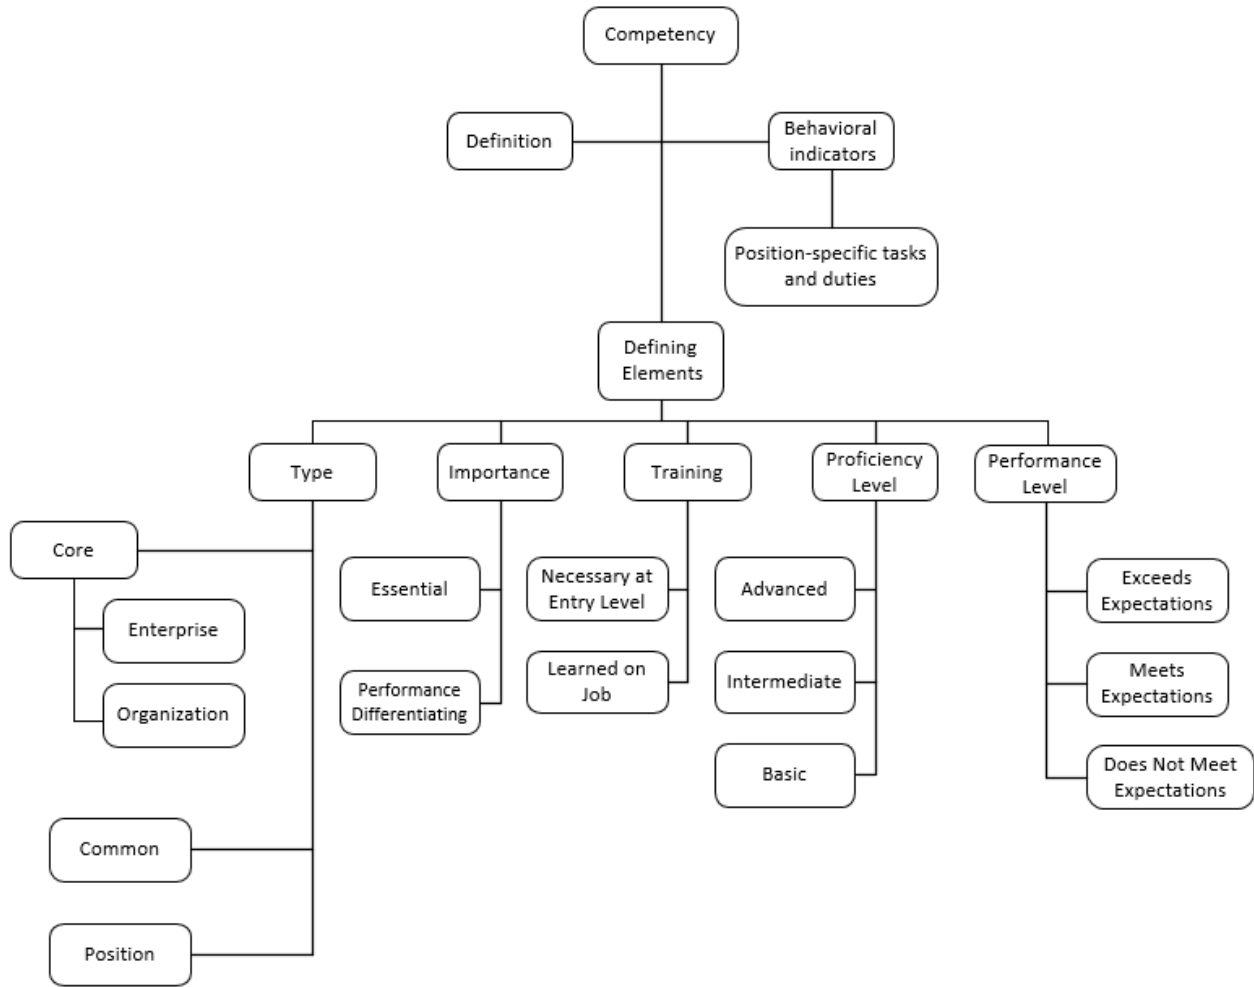 Competency
Definition
Behavioral
indicators
Position-specific tasks
and duties
Defining
Elements
Type
Importance
Training
Proficiency
Level
Performance
Level
Core
Enterprise
Organization
Common
Position
Essential
Performance
Differentiating
Necessary at
Entry Level
Learned on
Job
Advanced
Intermediate
Basic
Exceeds
Expectations
Meets
Expectations
Does Not Meet
Expectations